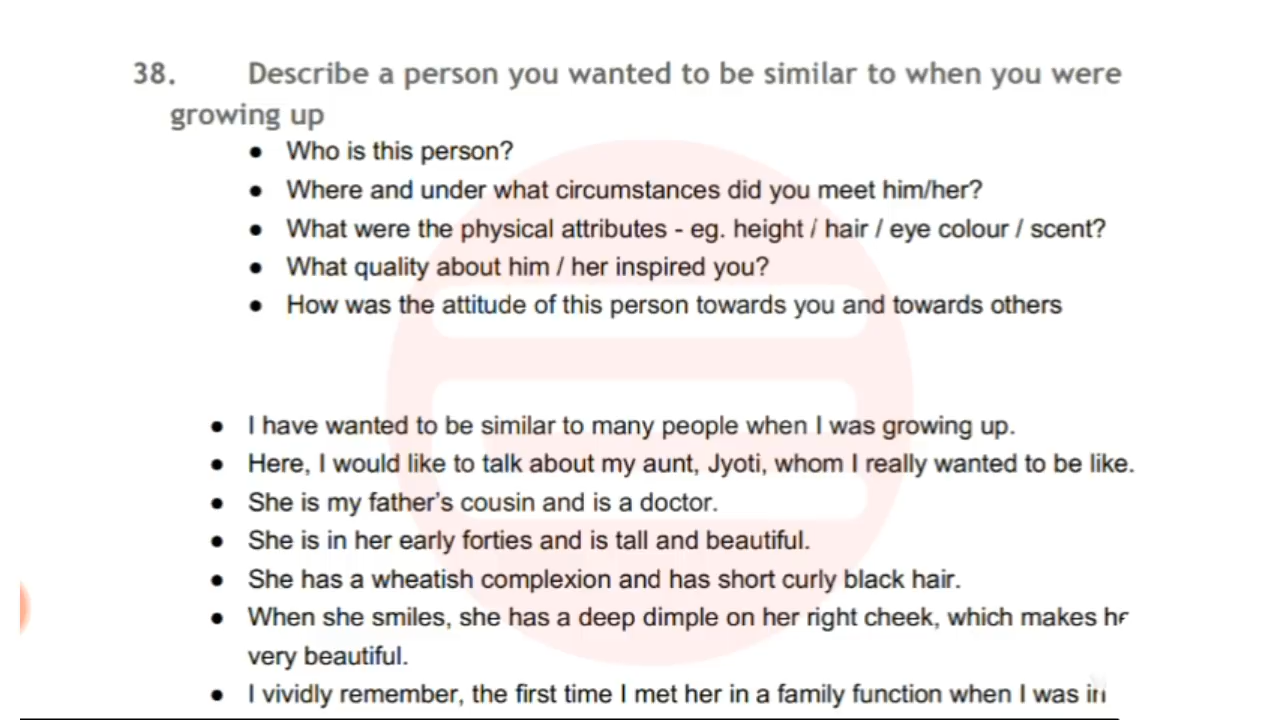 38. Describe a person you wanted to be similar to when you were
growing up
● Who is this person?
● Where and under what circumstances did you meet him/her?
● What were the physical attributes - eg. height / hair / eye colour / scent?
● What quality about him / her inspired you?
● How was the attitude of this person towards you and towards others
● I have wanted to be similar to many people when I was growing up.
● Here, I would like to talk about my aunt, Jyoti, whom I really wanted to be like.
● She is my father's cousin and is a doctor.
● She is in her early forties and is tall and beautiful.
● She has a wheatish complexion and has short curly black hair.
● When she smiles, she has a deep dimple on her right cheek, which makes
very beautiful.
● I vividly remember, the first time I met her in a family function when I was